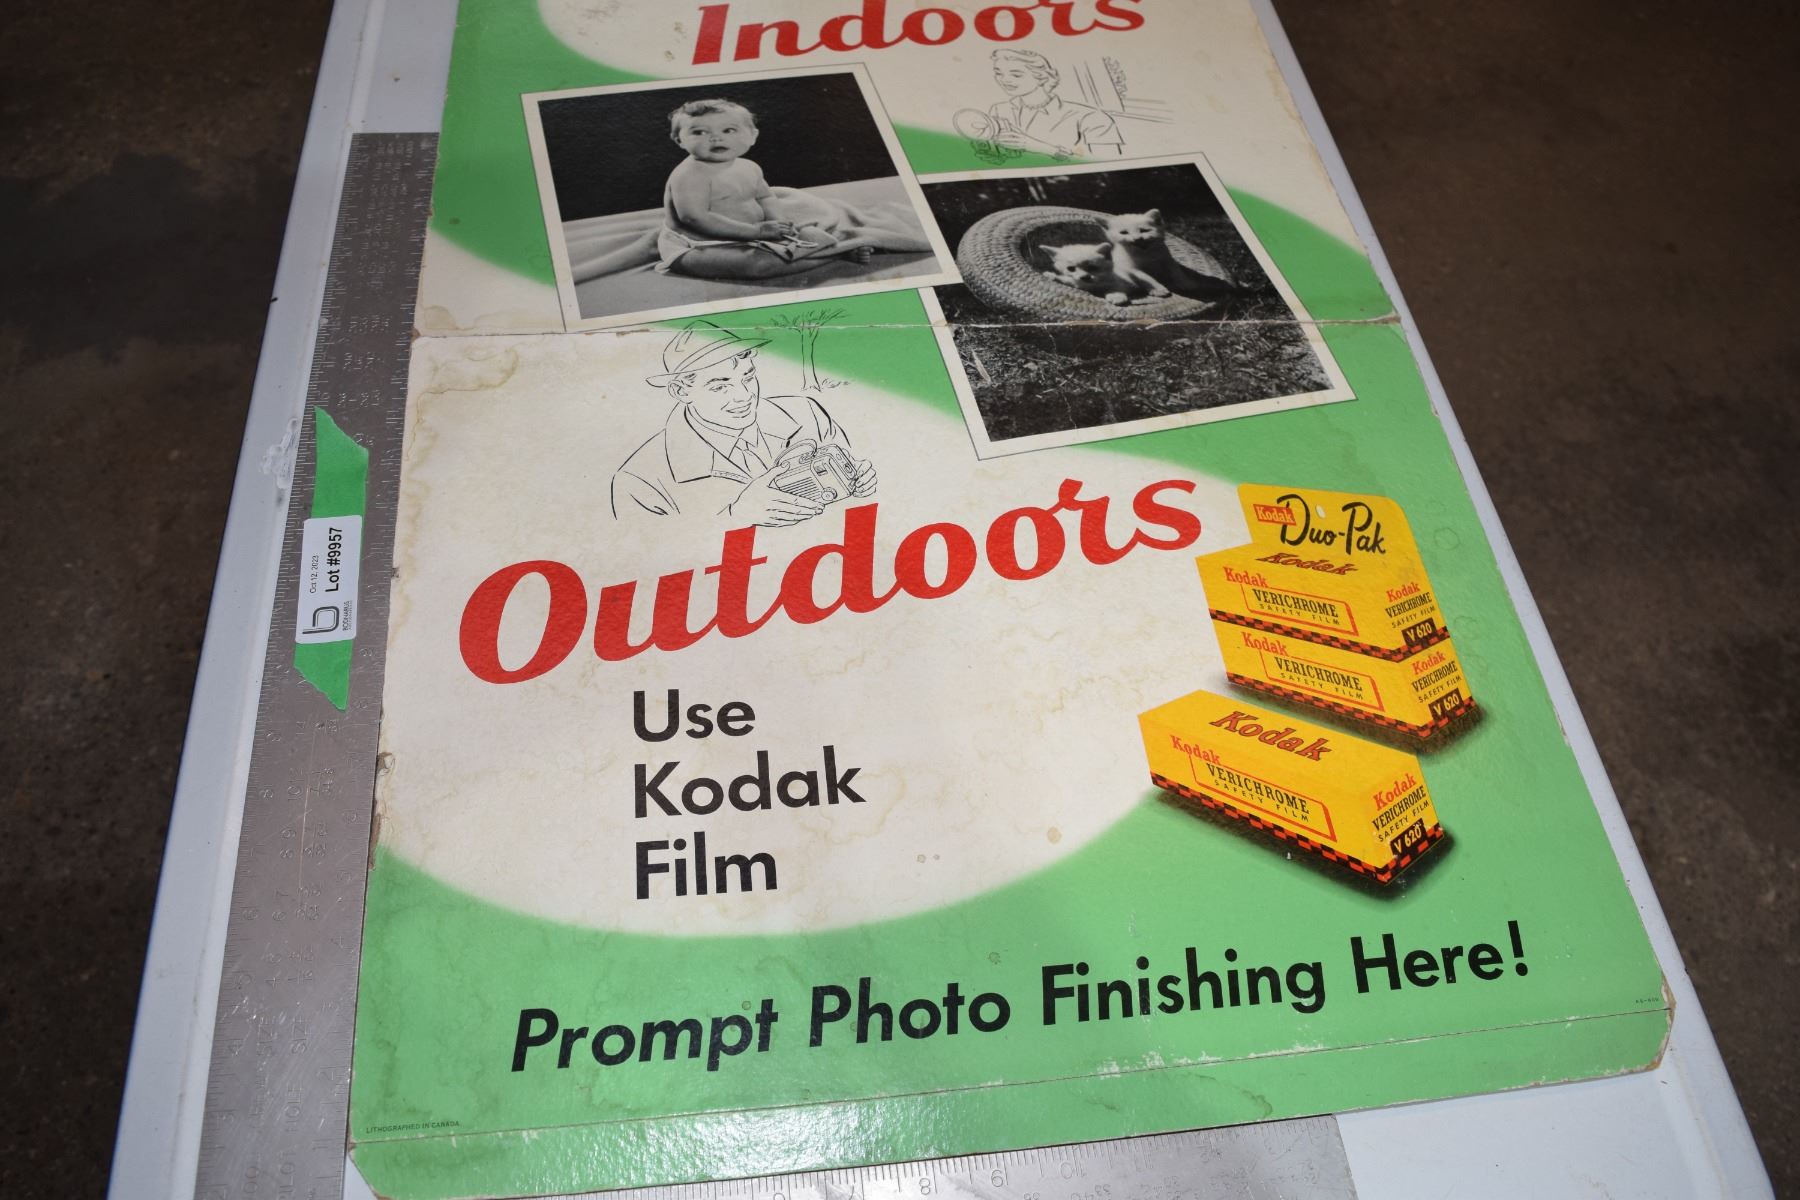 Indoors
Outdoors
Use
Kodak
Film
Kodak
Duo-Pak
Kodak
Kodak
VERICHROME
SAFETY FILM
Kodak
VERICHROME
SAFETY FILM
V 620
Kodak
VERICHROME
SAFETY FILM
Kodak
VERICHROME
SAFETY FILM
V 620
Kodak
Kodak
VERICHROME
SAFETY FILM
Kodak
VERICHROME
SAFETY FILM
V 620
Prompt Photo Finishing Here!
LITHOGRAPHED IN CANADA
Oct 12, 2023
Lot #9957